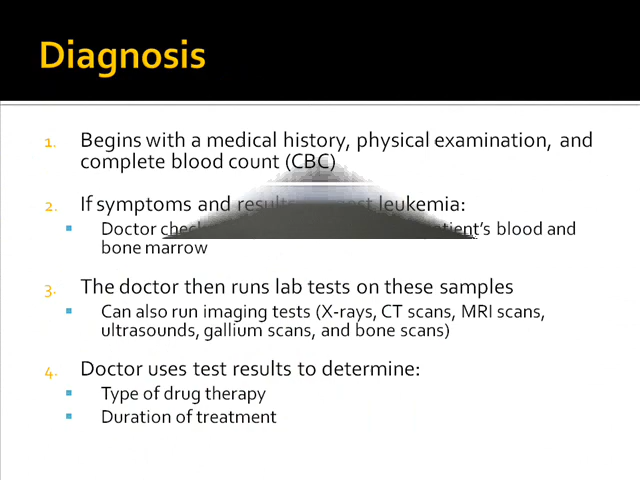 Diagnosis
1. Begins with a medical history, physical examination, and
complete blood count (CBC)
2. If symptoms and results leukemia:
Doctor blood and
bone marrow
3. The doctor then runs lab tests on these samples
Can also run imaging tests (X-rays, CT scans, MRI scans,
ultrasounds, gallium scans, and bone scans)
4. Doctor uses test results to determine:
Type of drug therapy
Duration of treatment